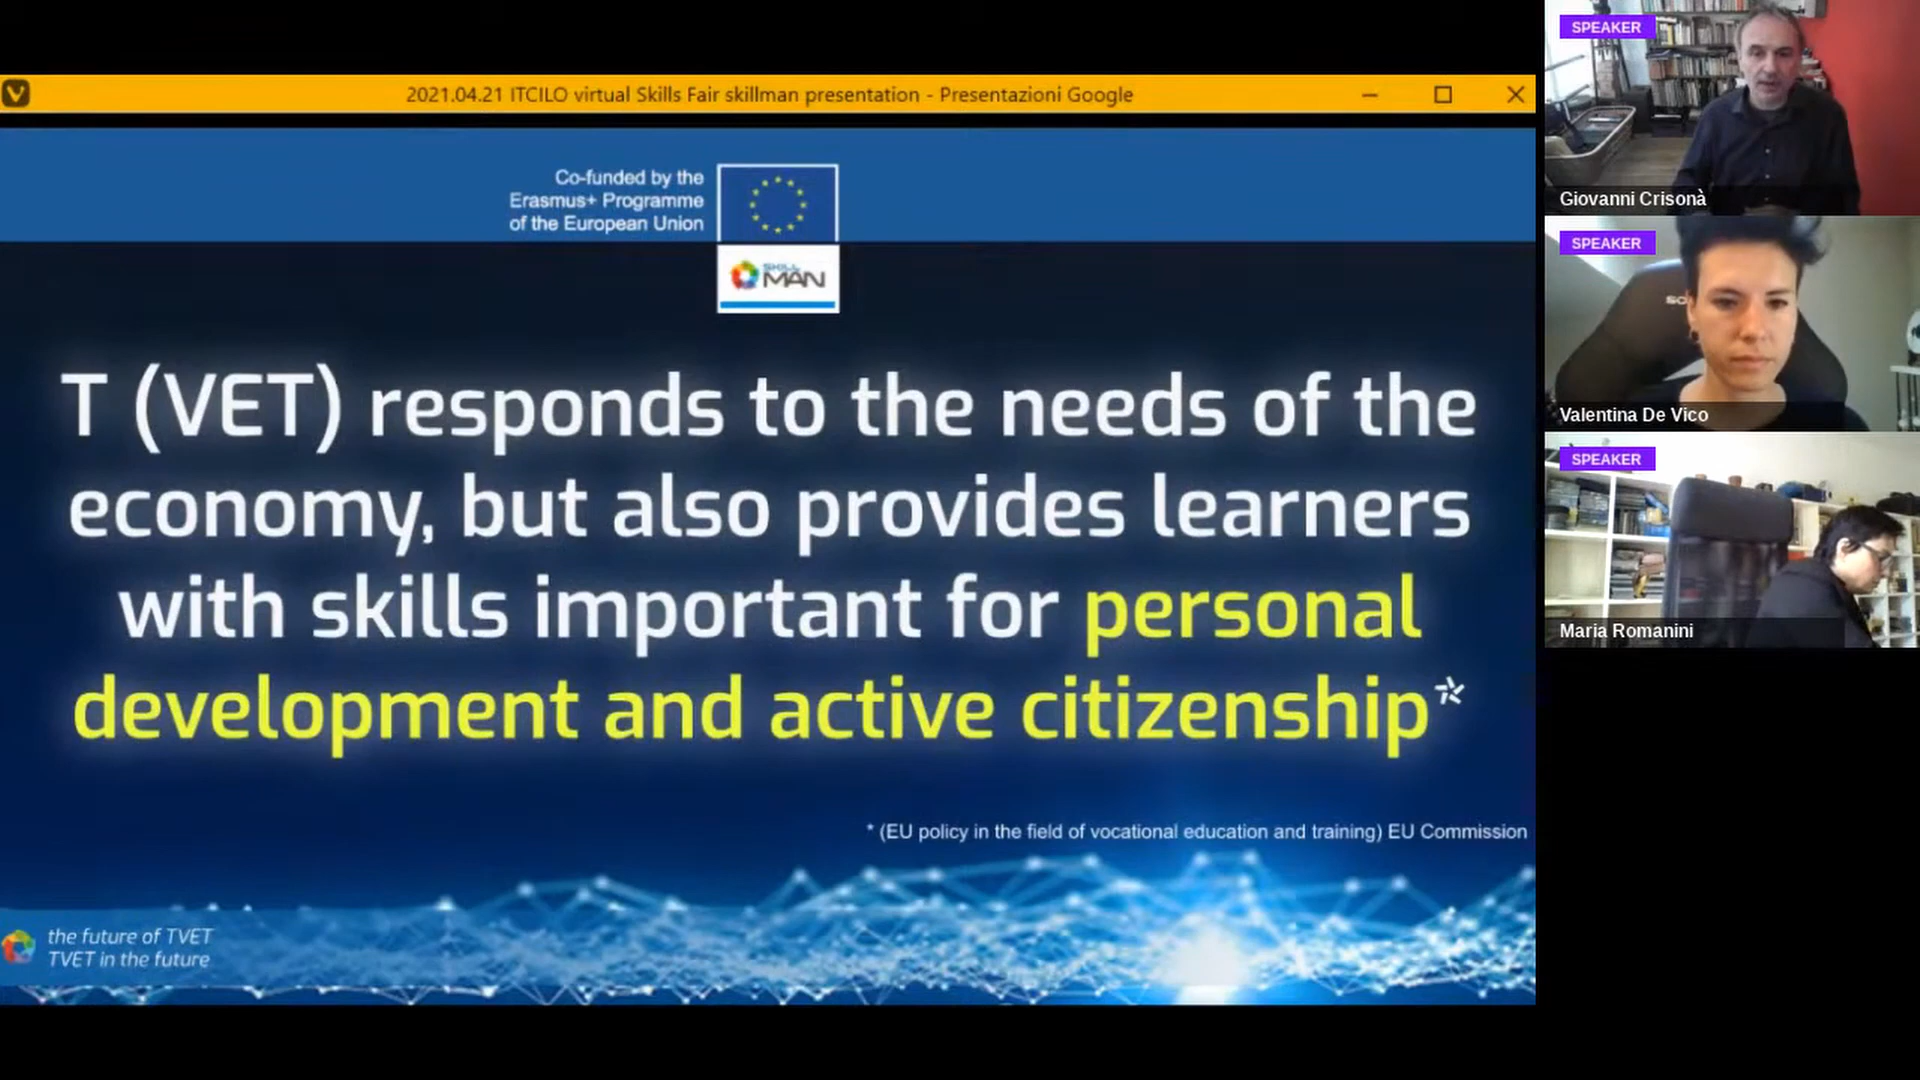 2021.04.21 ITCILO virtual Skills Fair skillman presentation - Presentazioni Google
Co-funded by the
Erasmus+ Programme
of the European Union
SKILL
MAN
T (VET) responds to the needs of the
economy, but also provides learners
with skills important for personal
development and active citizenship*
* (EU policy in the field of vocational education and training) EU Commission
the future of TVET
TVET in the future
SPEAKER
Giovanni Crisonà
SPEAKER
Valentina De Vico
SPEAKER
Maria Romanini